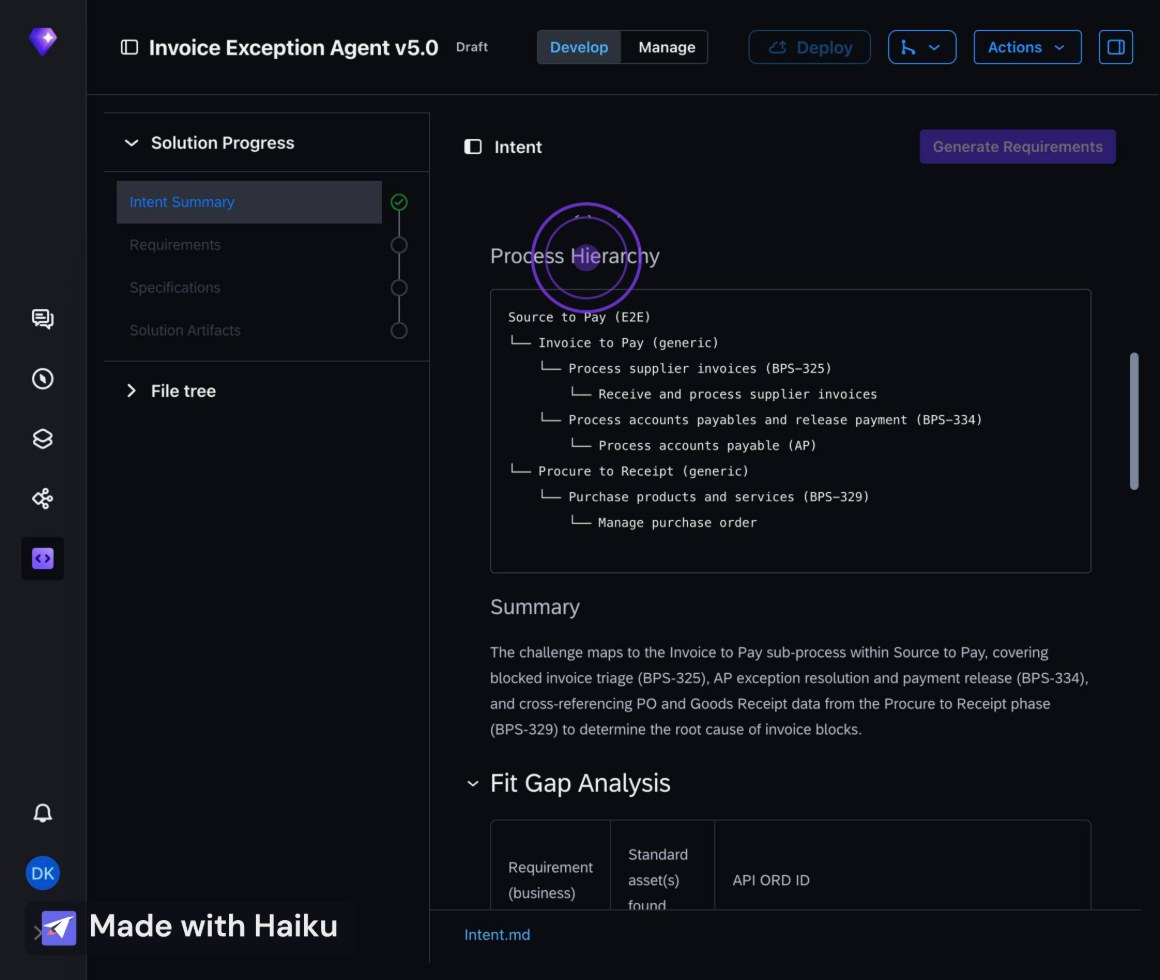 Invoice Exception Agent v5.0 Draft Develop Manage Deploy Actions
Solution Progress
Intent Summary
Requirements
Specifications
Solution Artifacts
File tree
Intent Generate Requirements
Process Hierarchy
Source to Pay (E2E)
└── Invoice to Pay (generic)
└── Process supplier invoices (BPS-325)
└── Receive and process supplier invoices
└── Process accounts payables and release payment (BPS-334)
└── Process accounts payable (AP)
└── Procure to Receipt (generic)
└── Purchase products and services (BPS-329)
└── Manage purchase order
Summary
The challenge maps to the Invoice to Pay sub-process within Source to Pay, covering
blocked invoice triage (BPS-325), AP exception resolution and payment release (BPS-334),
and cross-referencing PO and Goods Receipt data from the Procure to Receipt phase
(BPS-329) to determine the root cause of invoice blocks.
Fit Gap Analysis
Requirement
(business)
Standard
asset(s)
found
API ORD ID
Intent.md
DK
Made with Haiku